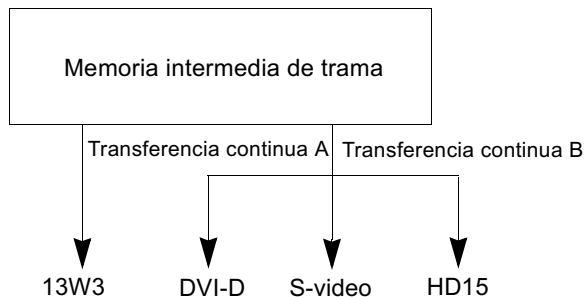 Memoria intermedia de trama
Transferencia continua A
Transferencia continua B
13W3
DVI-D
S-video
HD15